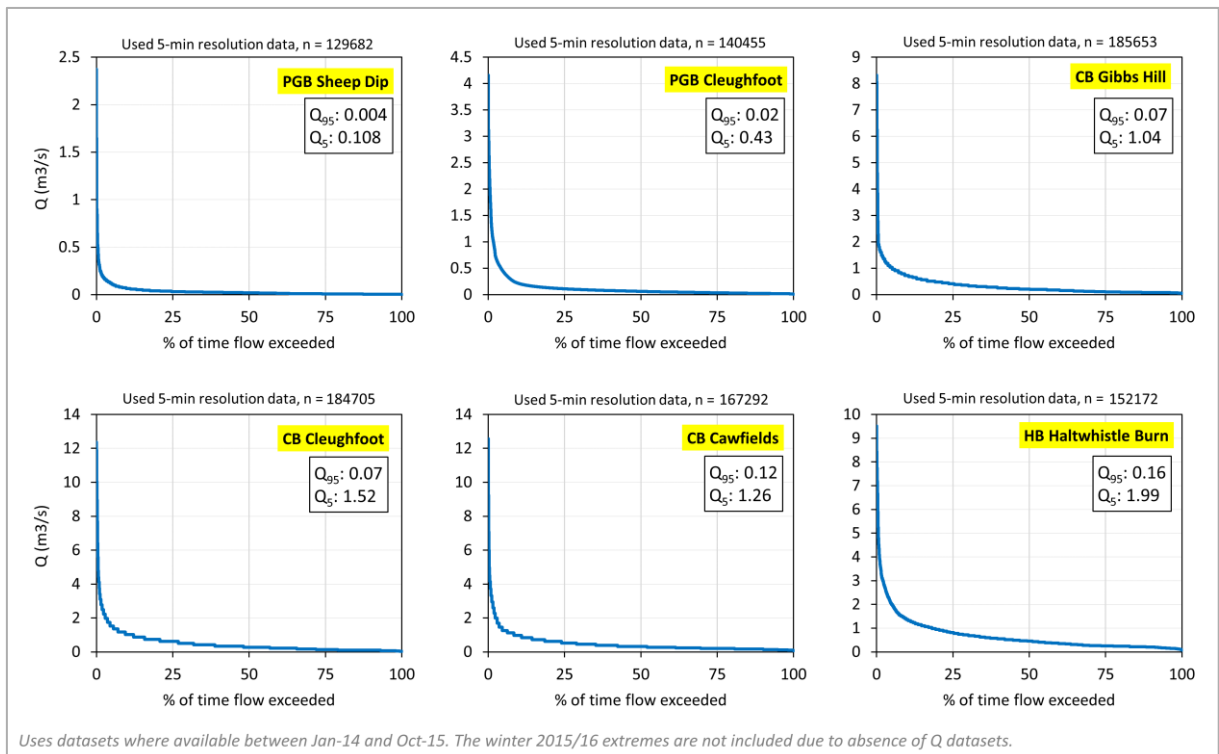 Used 5-min resolution data, n = 129682
PGB Sheep Dip
Q95: 0.004
Q5: 0.108
2.5
2
1.5
1
0.5
0
Q (m3/s)
0 25 50 75 100
% of time flow exceeded
Used 5-min resolution data, n = 140455
PGB Cleughfoot
Q95: 0.02
Q5: 0.43
4.5
4
3.5
3
2.5
2
1.5
1
0.5
0
0 25 50 75 100
% of time flow exceeded
Used 5-min resolution data, n = 185653
CB Gibbs Hill
Q95: 0.07
Q5: 1.04
9
8
7
6
5
4
3
2
1
0
0 25 50 75 100
% of time flow exceeded
Used 5-min resolution data, n = 184705
CB Cleughfoot
Q95: 0.07
Q5: 1.52
14
12
10
8
6
4
2
0
Q (m3/s)
0 25 50 75 100
% of time flow exceeded
Used 5-min resolution data, n = 167292
CB Cawfields
Q95: 0.12
Q5: 1.26
14
12
10
8
6
4
2
0
0 25 50 75 100
% of time flow exceeded
Used 5-min resolution data, n = 152172
HB Haltwhistle Burn
Q95: 0.16
Q5: 1.99
10
9
8
7
6
5
4
3
2
1
0
0 25 50 75 100
% of time flow exceeded
Uses datasets where available between Jan-14 and Oct-15. The winter 2015/16 extremes are not included due to absence of Q datasets.